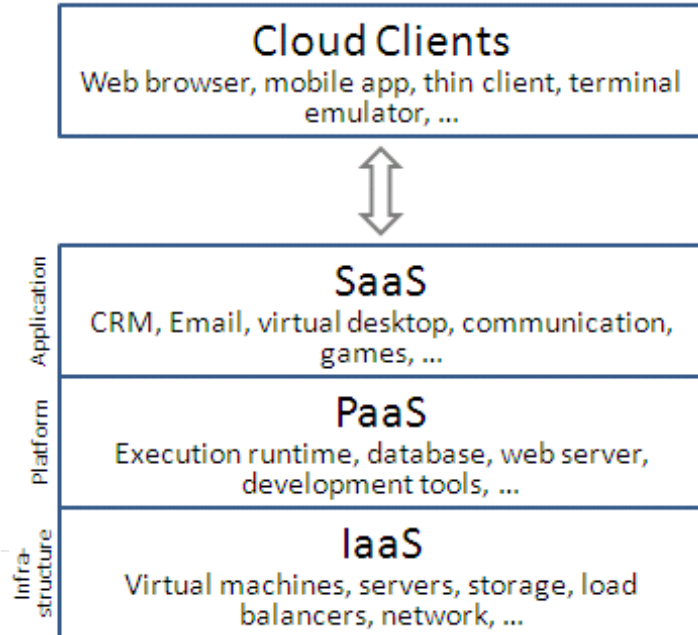 Cloud Clients
Web browser, mobile app, thin client, terminal
emulator, ...
Application
SaaS
CRM, Email, virtual desktop, communication,
games, ...
Platform
PaaS
Execution runtime, database, web server,
development tools, ...
Infra-
structure
IaaS
Virtual machines, servers, storage, load
balancers, network, ...